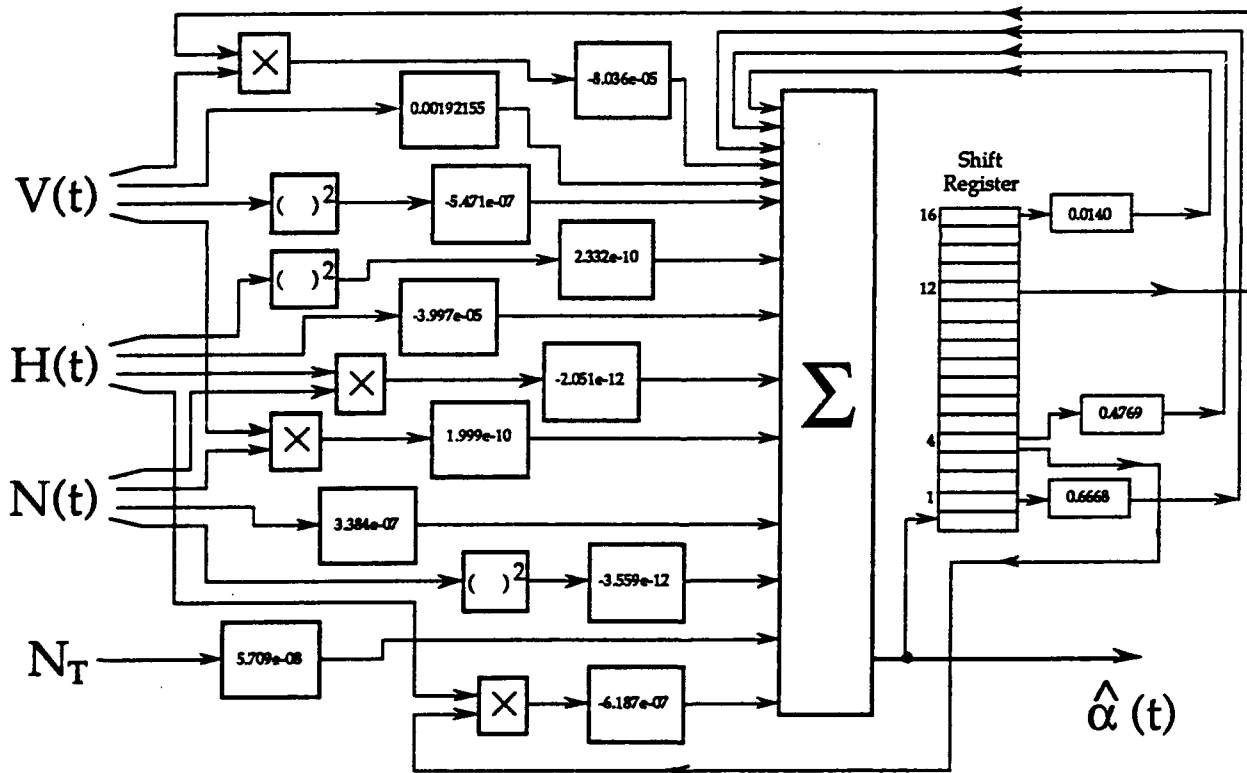 ×
-8.036e-05
0.00192155
V(t)
( )²
-5.471e-07
( )²
2.332e-10
-3.997e-05
H(t)
×
-2.051e-12
×
1.999e-10
N(t)
3.384e-07
( )²
-3.559e-12
N_T
5.709e-08
×
-6.187e-07
Σ
Shift
Register
16
0.0140
12
4
0.4769
1
0.6668
α̂ (t)